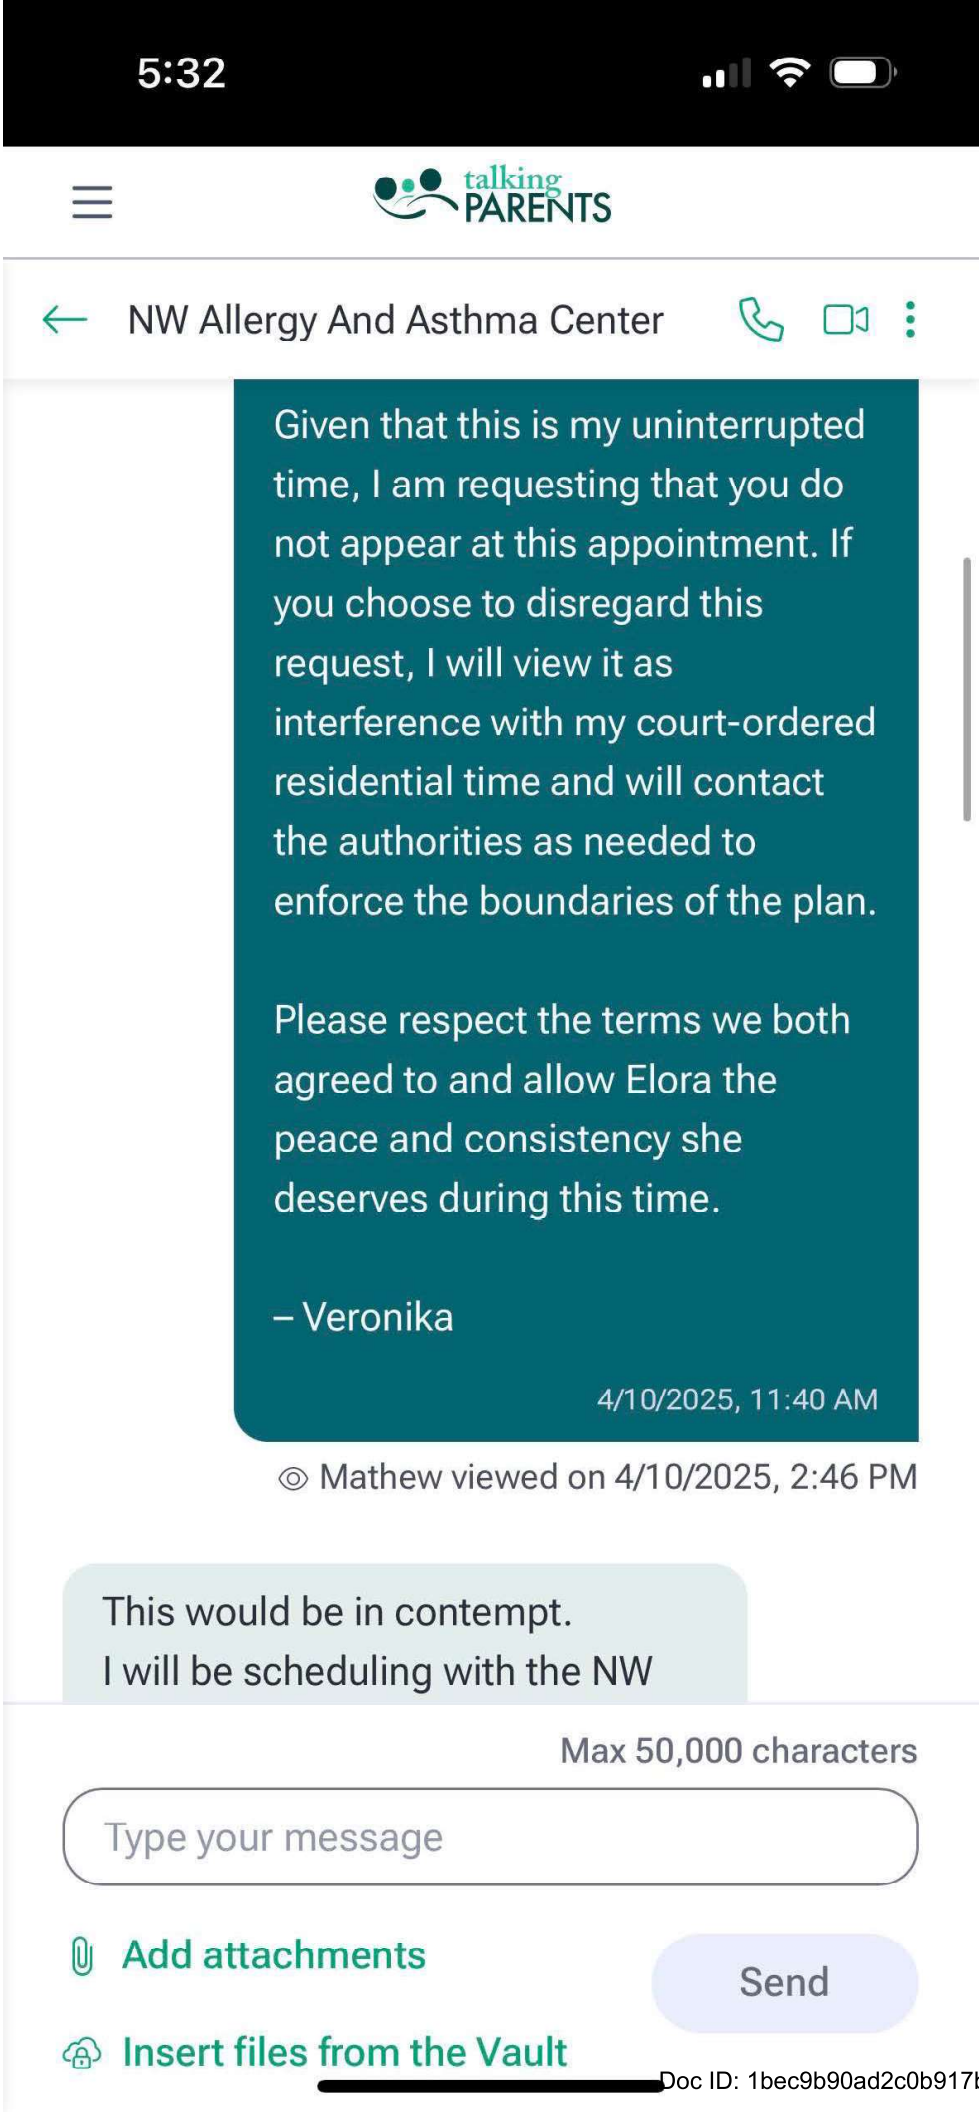 5:32
talking
PARENTS
NW Allergy And Asthma Center
Given that this is my uninterrupted
time, I am requesting that you do
not appear at this appointment. If
you choose to disregard this
request, I will view it as
interference with my court-ordered
residential time and will contact
the authorities as needed to
enforce the boundaries of the plan.
Please respect the terms we both
agreed to and allow Elora the
peace and consistency she
deserves during this time.
– Veronika
4/10/2025, 11:40 AM
Mathew viewed on 4/10/2025, 2:46 PM
This would be in contempt.
I will be scheduling with the NW
Max 50,000 characters
Type your message
Add attachments
Send
Insert files from the Vault
Doc ID: 1bec9b90ad2c0b917